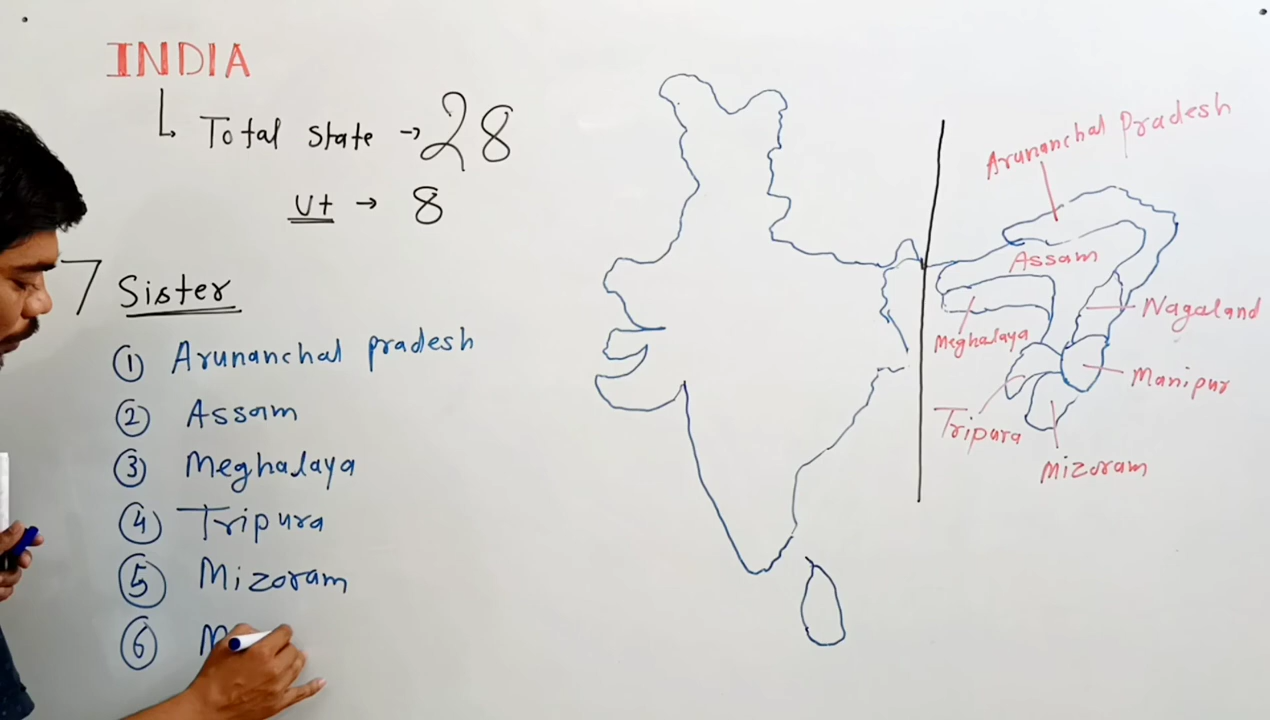 INDIA
Total state → 28
Ut → 8
7 Sister
① Arunanchal pradesh
② Assam
③ Meghalaya
④ Tripura
⑤ Mizoram
⑥ M
Arunanchal Pradesh
Assam
Nagaland
Meghalaya
Manipur
Tripura
Mizoram